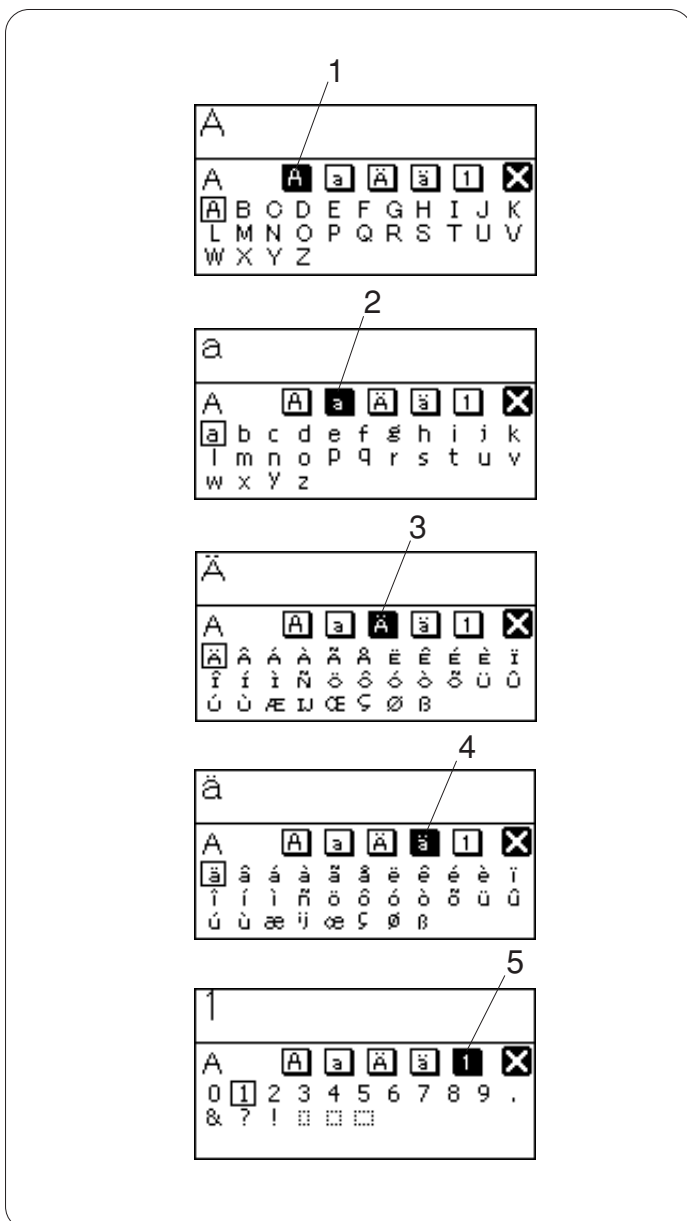 1
A
A A a Ä ä 1 X
A B C D E F G H I J K
L M N O P Q R S T U V
W X Y Z
2
a
A A a Ä ä 1 X
a b c d e f g h i j k
l m n o p q r s t u v
w x y z
3
Ä
A A a Ä ä 1 X
Ä Â Á À Ã Å Ë Ê É È Ï
Î Í Ì Ñ Ö Ô Ó Ò Õ Ü Û
Ú Ù Æ IJ Œ Ç Ø ß
4
ä
A A a Ä ä 1 X
ä â á à ã å ë ê é è ï
î í ì ñ ö ô ó ò õ ü û
ú ù æ ij œ ç ø ß
5
1
A A a Ä ä 1 X
0 1 2 3 4 5 6 7 8 9 .
& ? !